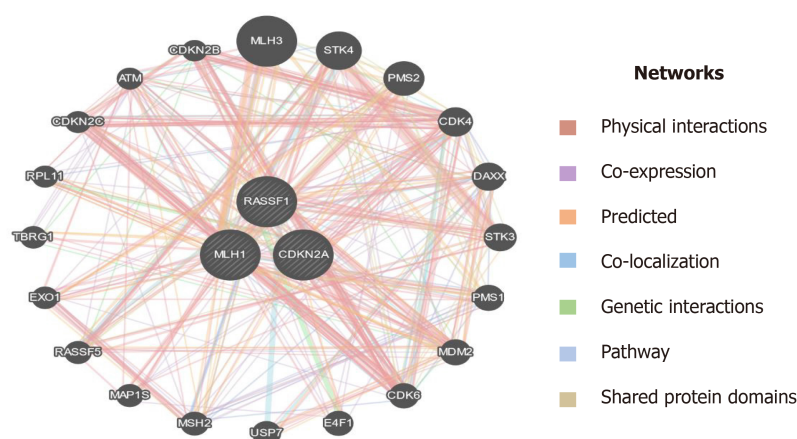 MLH3
CDKN2B
STK4
ATM
PMS2
CDKN2C
CDK4
RPL11
DAXX
RASSF1
TBRG1
STK3
MLH1
CDKN2A
EXO1
PMS1
RASSF5
MDM2
MAP1S
CDK6
MSH2
USP7
E4F1
Networks
Physical interactions
Co-expression
Predicted
Co-localization
Genetic interactions
Pathway
Shared protein domains